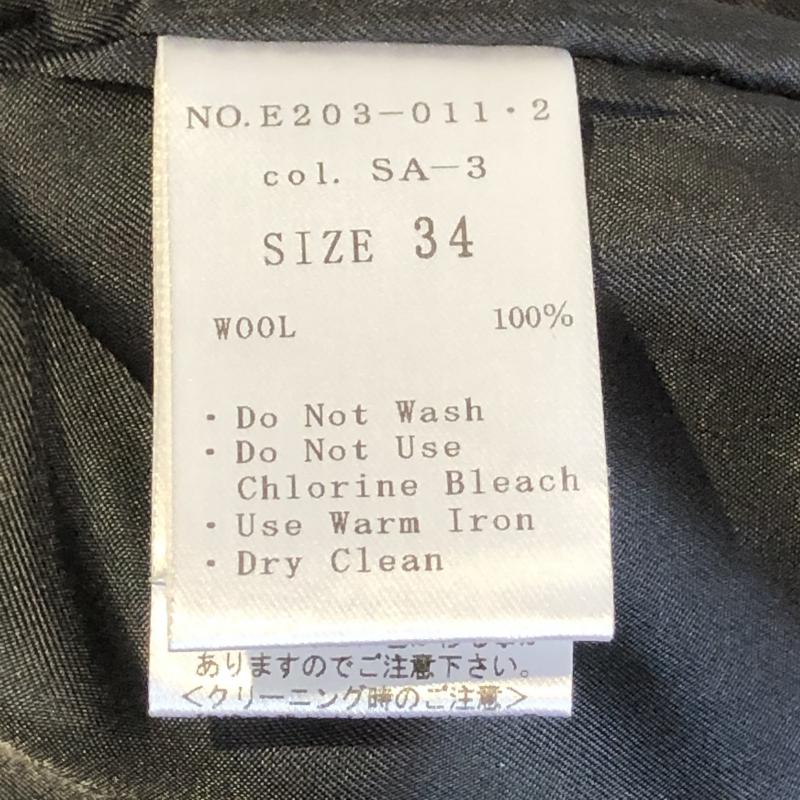 NO.E203-011・2
col. SA-3
SIZE 34
WOOL 100%
・Do Not Wash
・Do Not Use
Chlorine Bleach
・Use Warm Iron
・Dry Clean
ありますのでご注意下さい。
<クリーニング時のご注意>